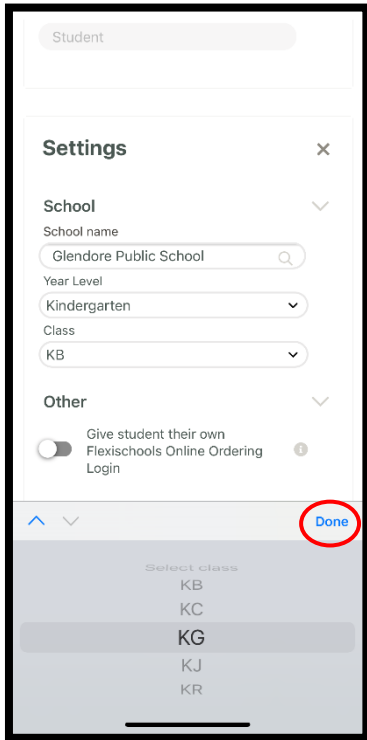 Student
Settings
School
School name
Glendore Public School
Year Level
Kindergarten
Class
KB
Other
Give student their own
Flexischools Online Ordering
Login
Done
Select class
KB
KC
KG
KJ
KR